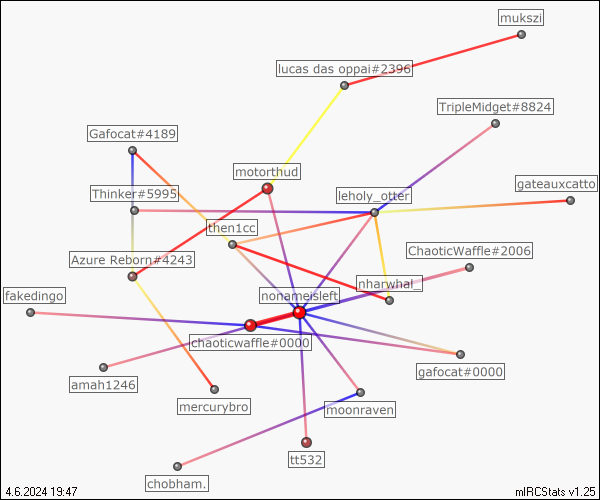 mukszi
lucas das oppai#2396
TripleMidget#8824
Gafocat#4189
motorthud
Thinker#5995
leholy_otter
gateauxcatto
then1cc
ChaoticWaffle#2006
Azure Reborn#4243
nharwhal_
fakedingo
nonameisleft
chaoticwaffle#0000
gafocat#0000
amah1246
mercurybro
moonraven
tt532
chobham.
4.6.2024 19:47
mIRCStats v1.25